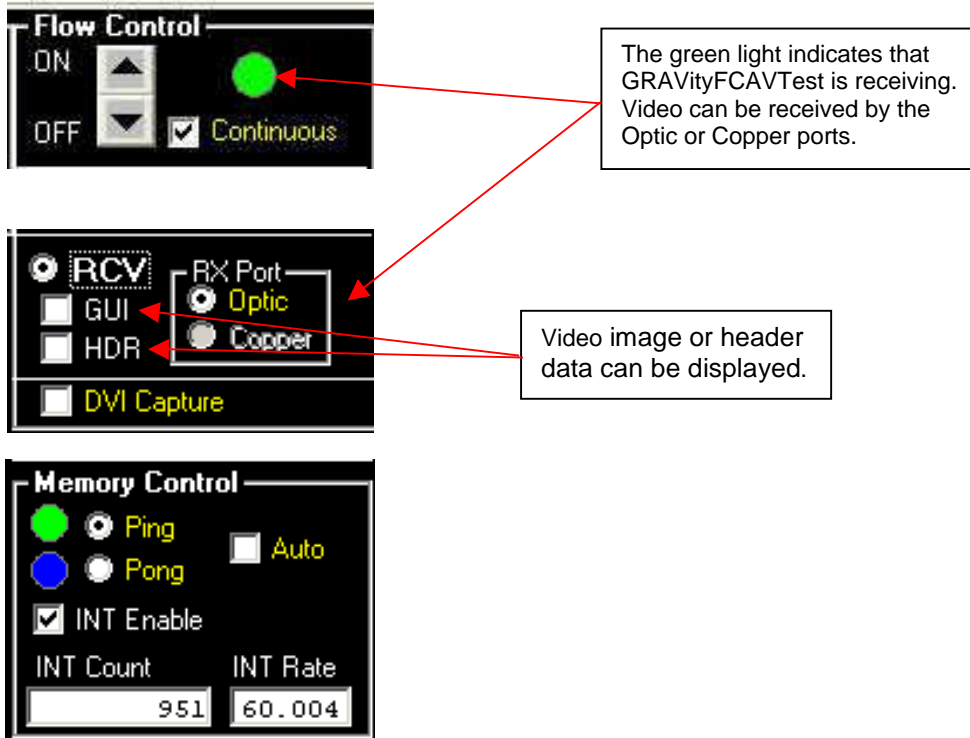 Flow Control
ON
OFF
Continuous
The green light indicates that
GRAVityFCAVTest is receiving.
Video can be received by the
Optic or Copper ports.
RCV
GUI
HDR
RX Port
Optic
Copper
DVI Capture
Video image or header
data can be displayed.
Memory Control
Ping
Pong
Auto
INT Enable
INT Count
INT Rate
951
60.004